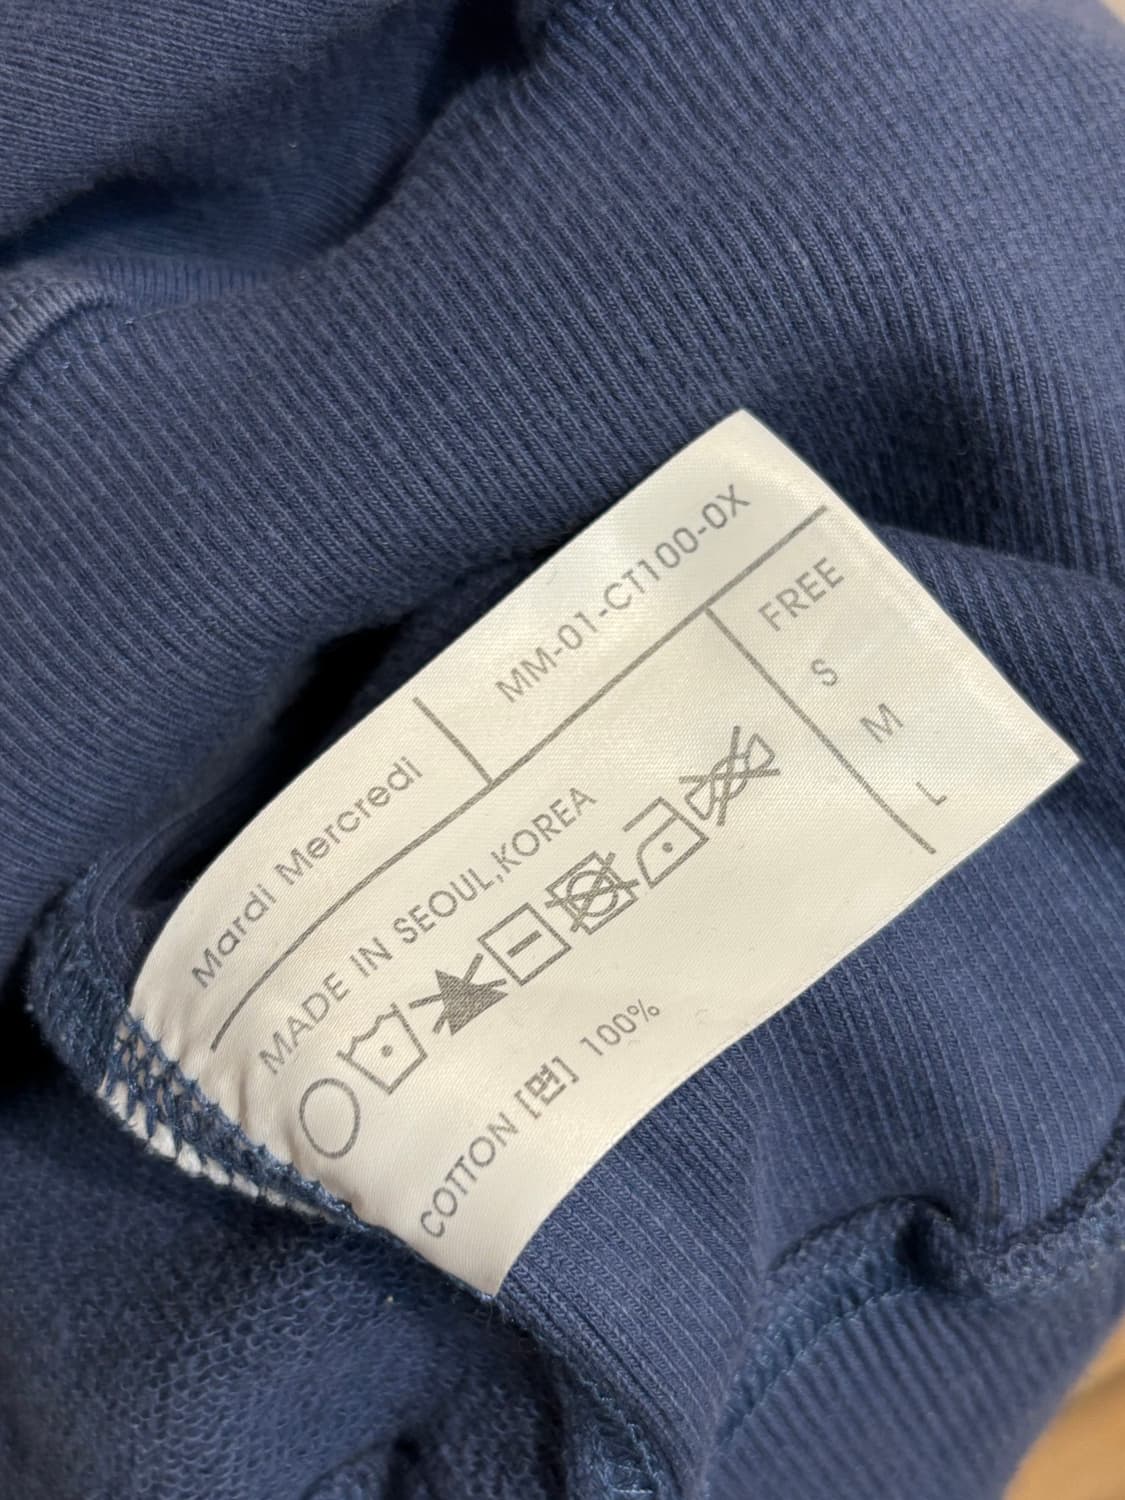 Mardi Mercredi
MM-01-CT100-0X
MADE IN SEOUL,KOREA
COTTON [면] 100%
FREE
S
M
L